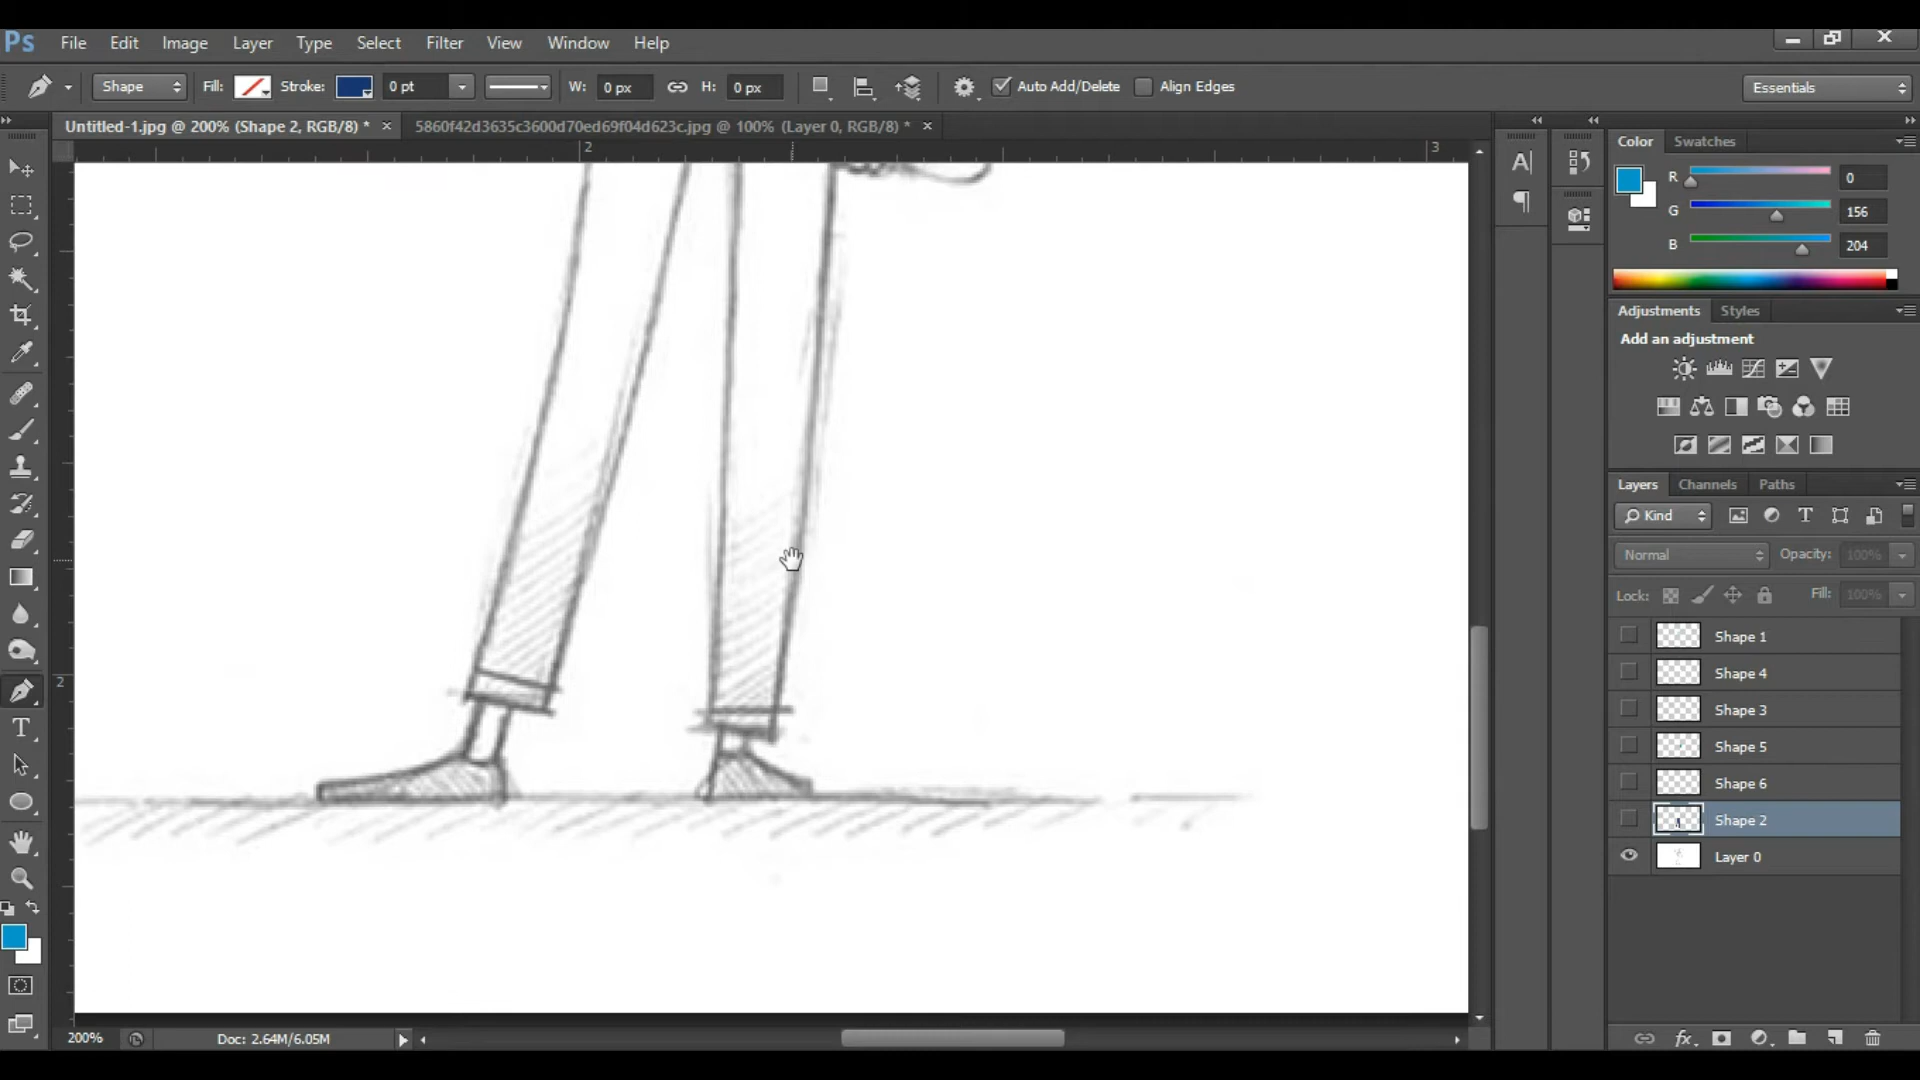 Ps File Edit Image Layer Type Select Filter View Window Help
Shape Fill: Stroke: 0 pt W: 0 px H: 0 px Auto Add/Delete Align Edges Essentials
Untitled-1.jpg @ 200% (Shape 2, RGB/8) * × 5860f42d3635c3600d70ed69f04d623c.jpg @ 100% (Layer 0, RGB/8) * ×
2 3
2
Color Swatches
R 0
G 156
B 204
Adjustments Styles
Add an adjustment
Layers Channels Paths
Kind
Normal Opacity: 100%
Lock: Fill: 100%
Shape 1
Shape 4
Shape 3
Shape 5
Shape 6
Shape 2
Layer 0
200% Doc: 2.64M/6.05M